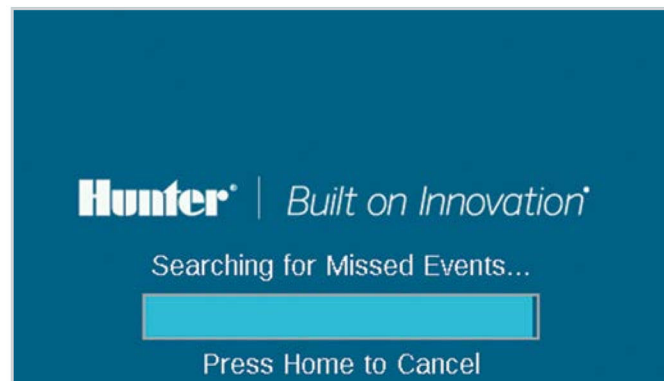 Hunter® | Built on Innovation®
Searching for Missed Events...
Press Home to Cancel